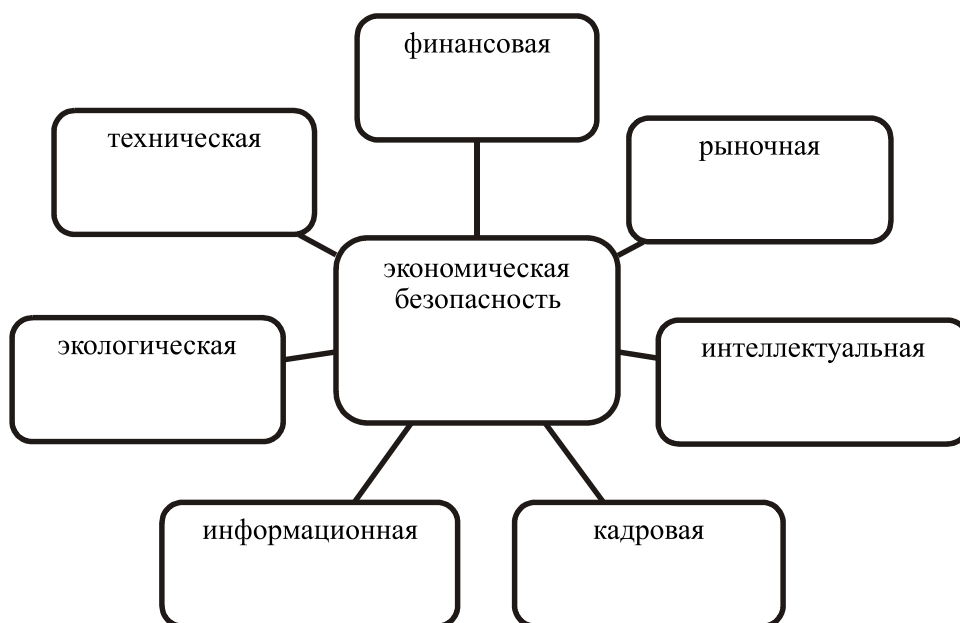 финансовая
техническая
рыночная
экономическая
безопасность
экологическая
интеллектуальная
информационная
кадровая